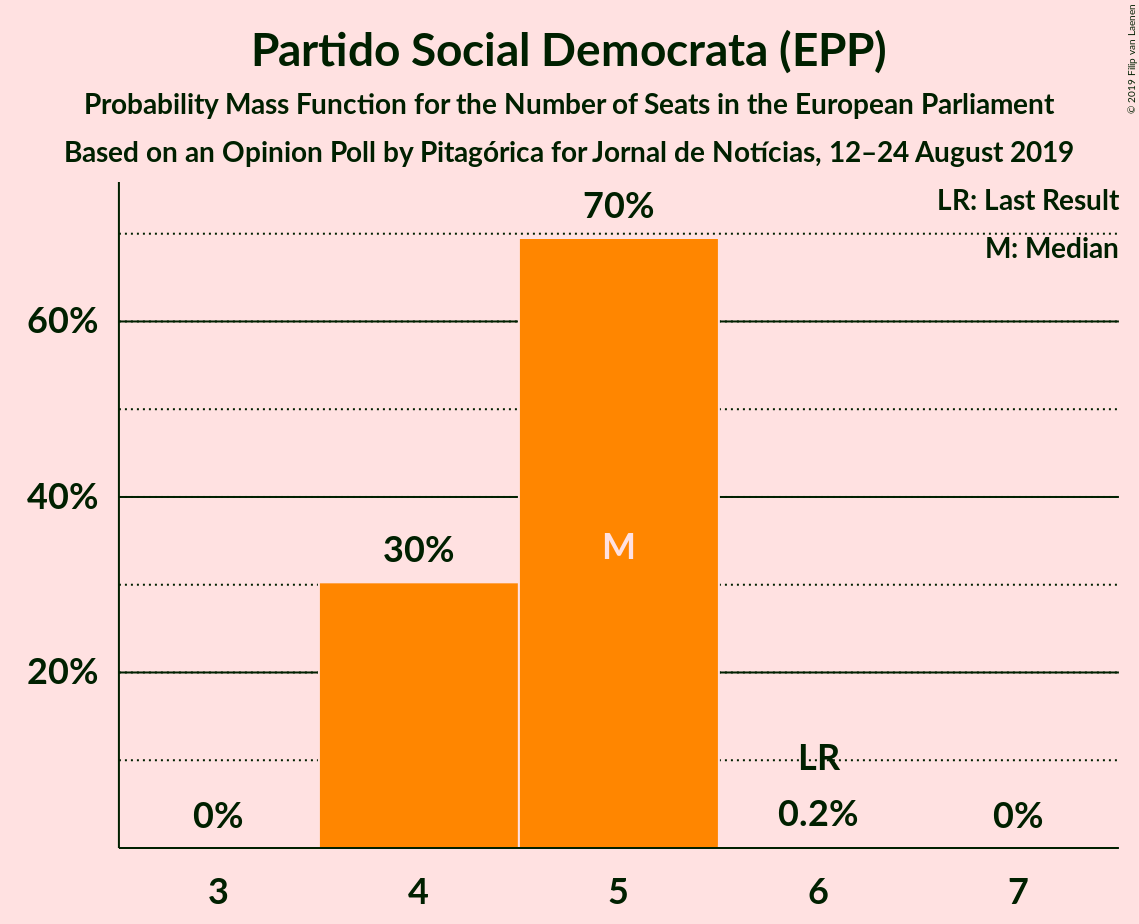 Partido Social Democrata (EPP)
Probability Mass Function for the Number of Seats in the European Parliament
Based on an Opinion Poll by Pitagórica for Jornal de Notícias, 12–24 August 2019
© 2019 Filip van Laenen
LR: Last Result
M: Median
70%
60%
40%
30%
M
20%
LR
0%
0.2%
0%
3 4 5 6 7